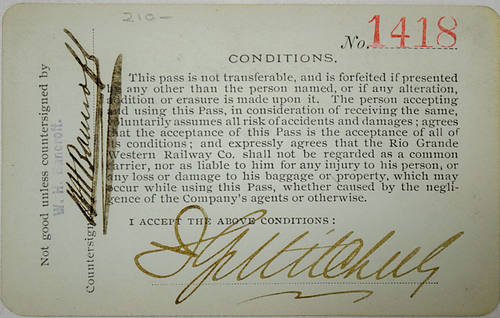 210-
No. 1418
CONDITIONS.
This pass is not transferable, and is forfeited if presented
by any other than the person named, or if any alteration,
addition or erasure is made upon it. The person accepting
and using this Pass, in consideration of receiving the same,
voluntarily assumes all risk of accidents and damages; agrees
that the acceptance of this Pass is the acceptance of all of
its conditions; and expressly agrees that the Rio Grande
Western Railway Co. shall not be regarded as a common
carrier, nor as liable to him for any injury to his person, or
any loss or damage to his baggage or property, which may
occur while using this Pass, whether caused by the negli-
gence of the Company's agents or otherwise.
I ACCEPT THE ABOVE CONDITIONS:
Not good unless countersigned by
W. H. Bancroft.
Countersigned